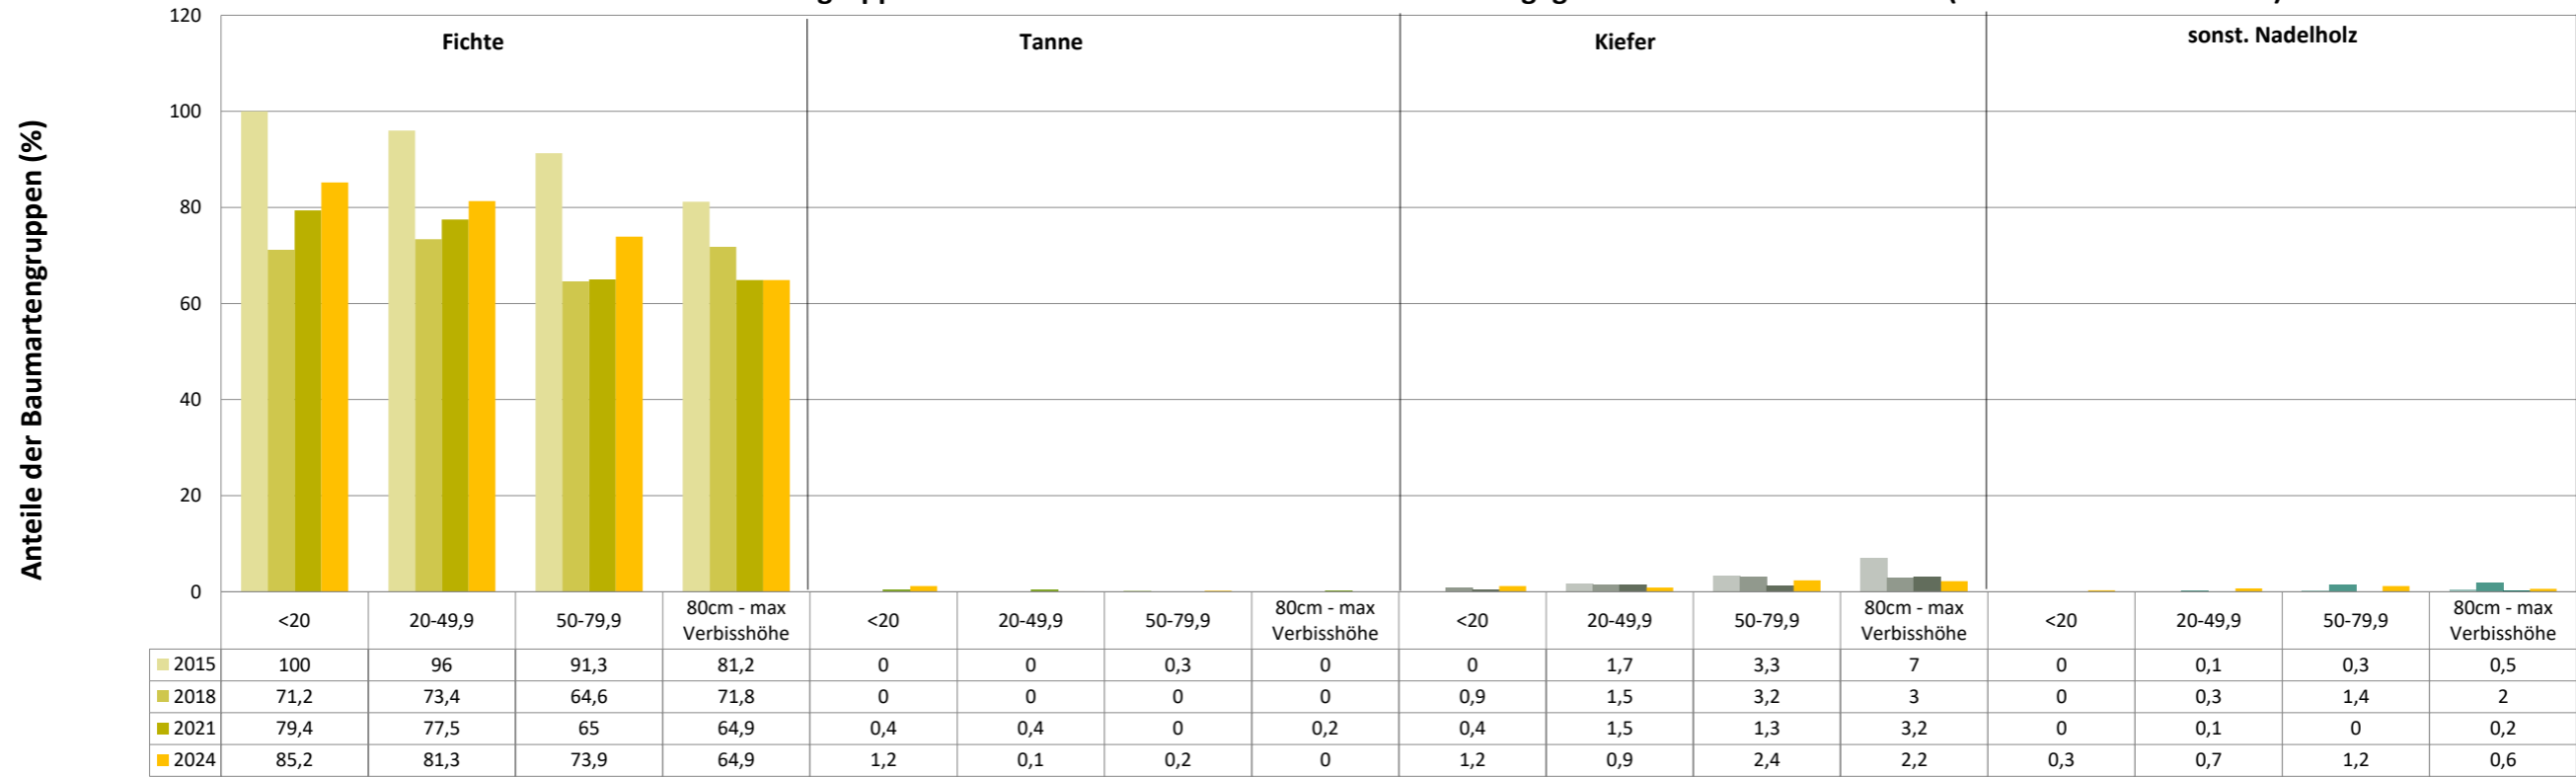 120
Fichte Tanne Kiefer sonst. Nadelholz
100
80
60
40
20
0
Anteile der Baumartengruppen (%)
<20 20-49,9 50-79,9 80cm - max Verbisshöhe <20 20-49,9 50-79,9 80cm - max Verbisshöhe <20 20-49,9 50-79,9 80cm - max Verbisshöhe <20 20-49,9 50-79,9 80cm - max Verbisshöhe
2015 100 96 91,3 81,2 0 0 0,3 0 0 1,7 3,3 7 0 0,1 0,3 0,5
2018 71,2 73,4 64,6 71,8 0 0 0 0 0,9 1,5 3,2 3 0 0,3 1,4 2
2021 79,4 77,5 65 64,9 0,4 0,4 0 0,2 0,4 1,5 1,3 3,2 0 0,1 0 0,2
2024 85,2 81,3 73,9 64,9 1,2 0,1 0,2 0 1,2 0,9 2,4 2,2 0,3 0,7 1,2 0,6